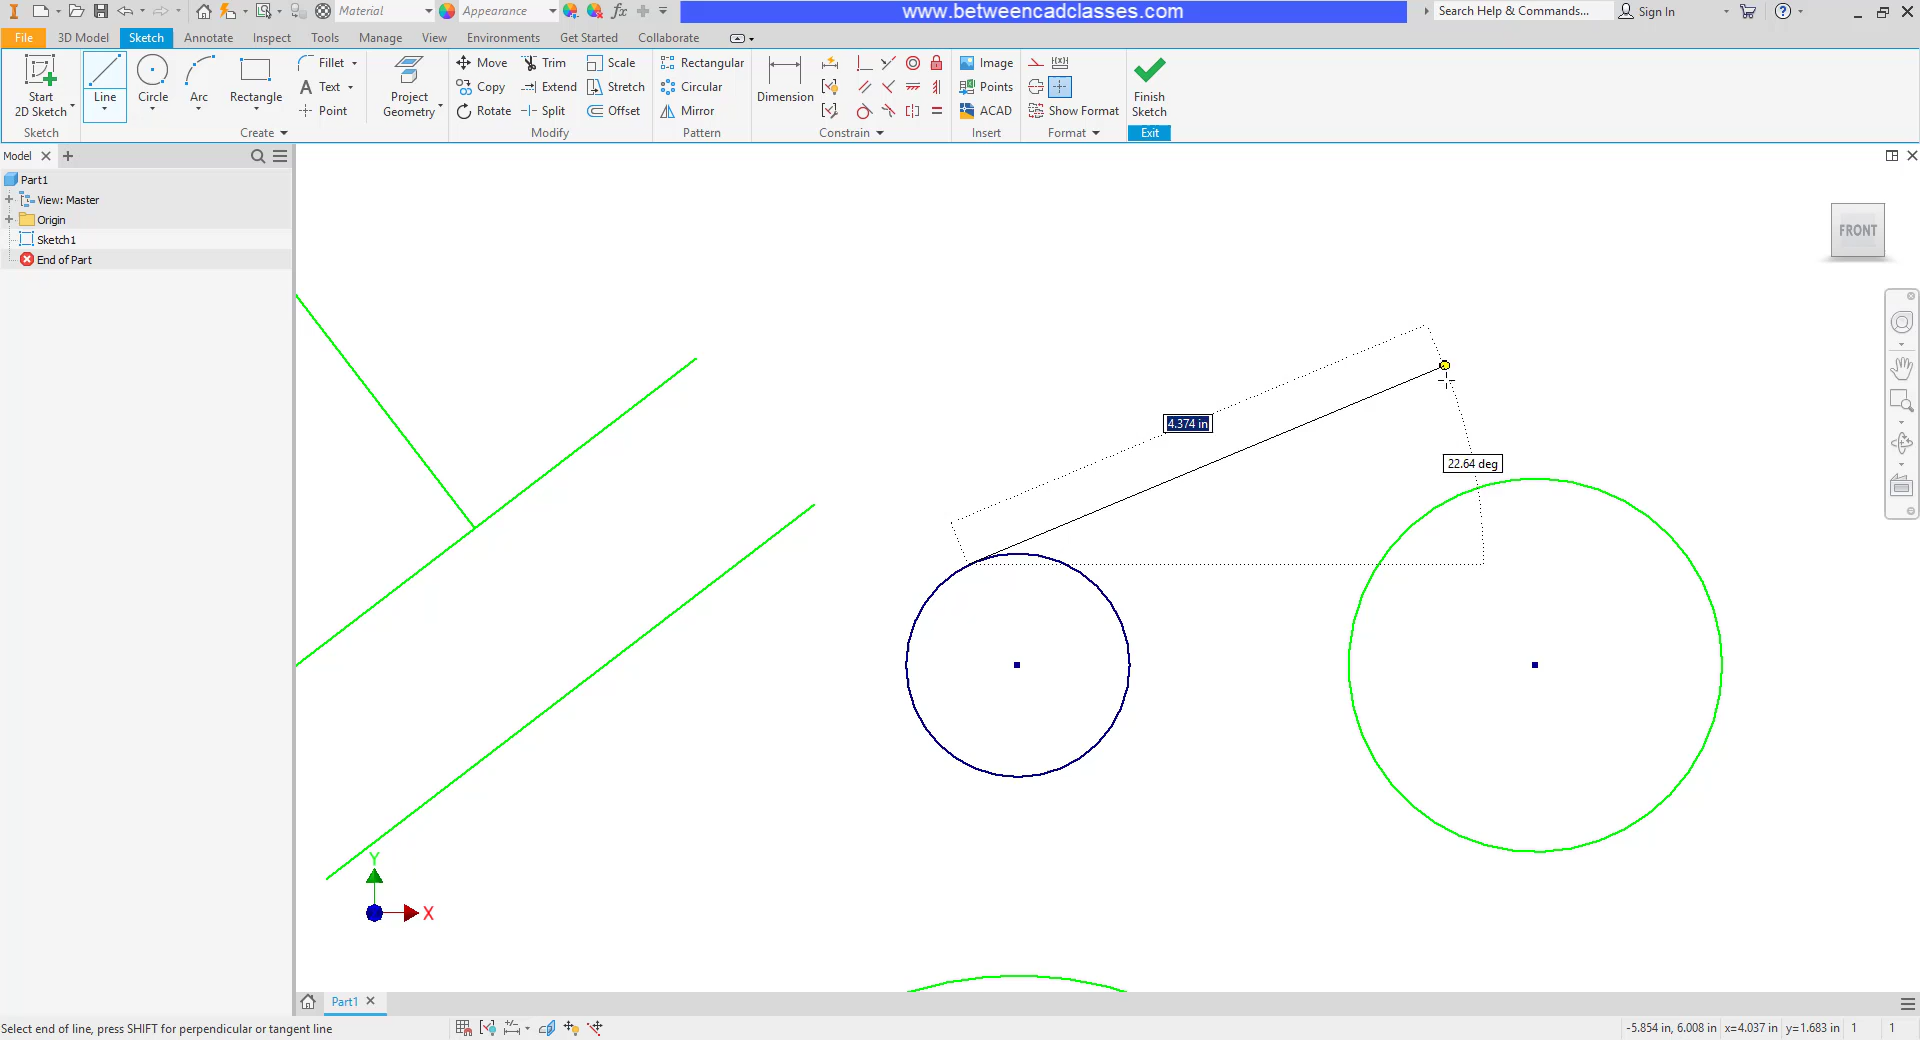 Material
Appearance
www.betweencadclasses.com
Search Help & Commands...
Sign In
File
3D Model
Sketch
Annotate
Inspect
Tools
Manage
View
Environments
Get Started
Collaborate
Start
2D Sketch
Line
Circle
Arc
Rectangle
Fillet
Text
Point
Project
Geometry
Move
Copy
Rotate
Trim
Extend
Split
Scale
Stretch
Offset
Rectangular
Circular
Mirror
Dimension
Image
Points
ACAD
Show Format
Finish
Sketch
Sketch
Create
Modify
Pattern
Constrain
Insert
Format
Exit
Model
Part1
View: Master
Origin
Sketch1
End of Part
FRONT
4.374 in
22.64 deg
Y
X
Part1
Select end of line, press SHIFT for perpendicular or tangent line
-5.854 in, 6.008 in x=4.037 in y=1.683 in 1 1